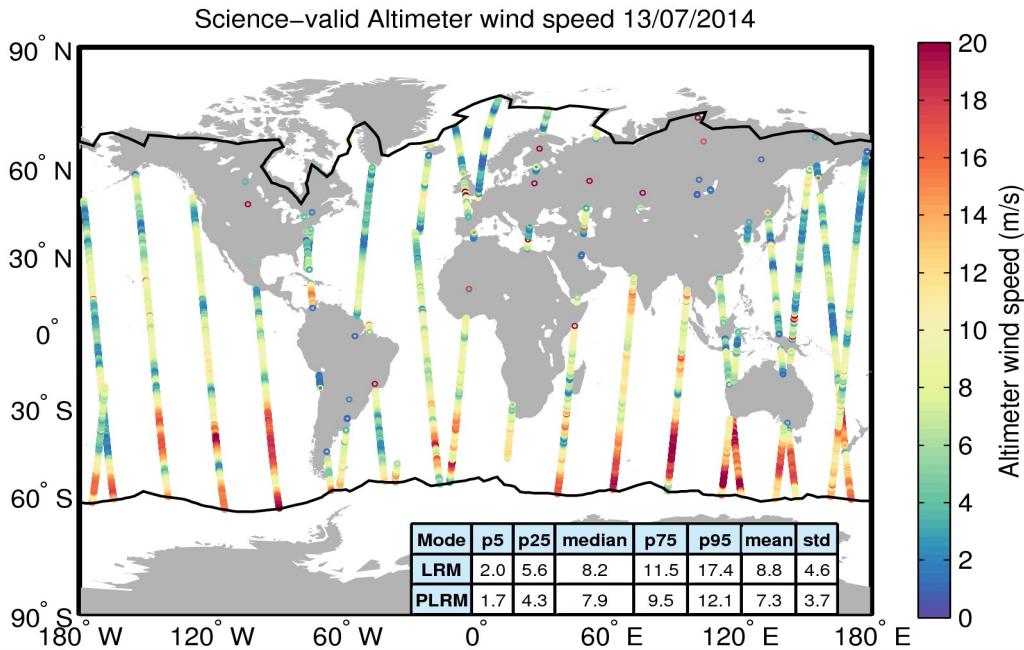 Science−valid Altimeter wind speed 13/07/2014
90° N
60° N
30° N
0°
30° S
60° S
90° S
180° W
120° W
60° W
0°
60° E
120° E
180° E
Mode p5 p25 median p75 p95 mean std
LRM 2.0 5.6 8.2 11.5 17.4 8.8 4.6
PLRM 1.7 4.3 7.9 9.5 12.1 7.3 3.7
20
18
16
14
12
10
8
6
4
2
0
Altimeter wind speed (m/s)